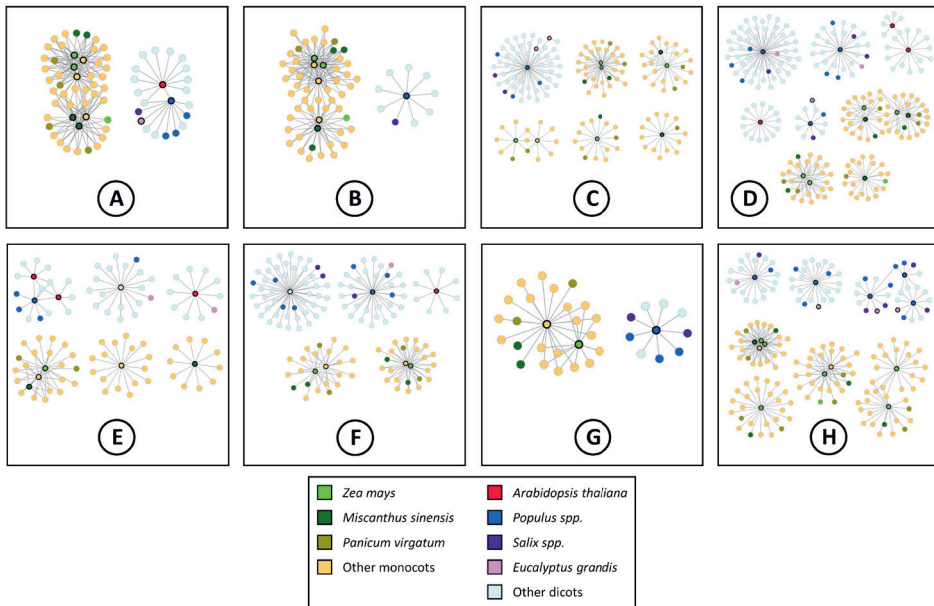 A
B
C
D
E
F
G
H
Zea mays
Miscanthus sinensis
Panicum virgatum
Other monocots
Arabidopsis thaliana
Populus spp.
Salix spp.
Eucalyptus grandis
Other dicots